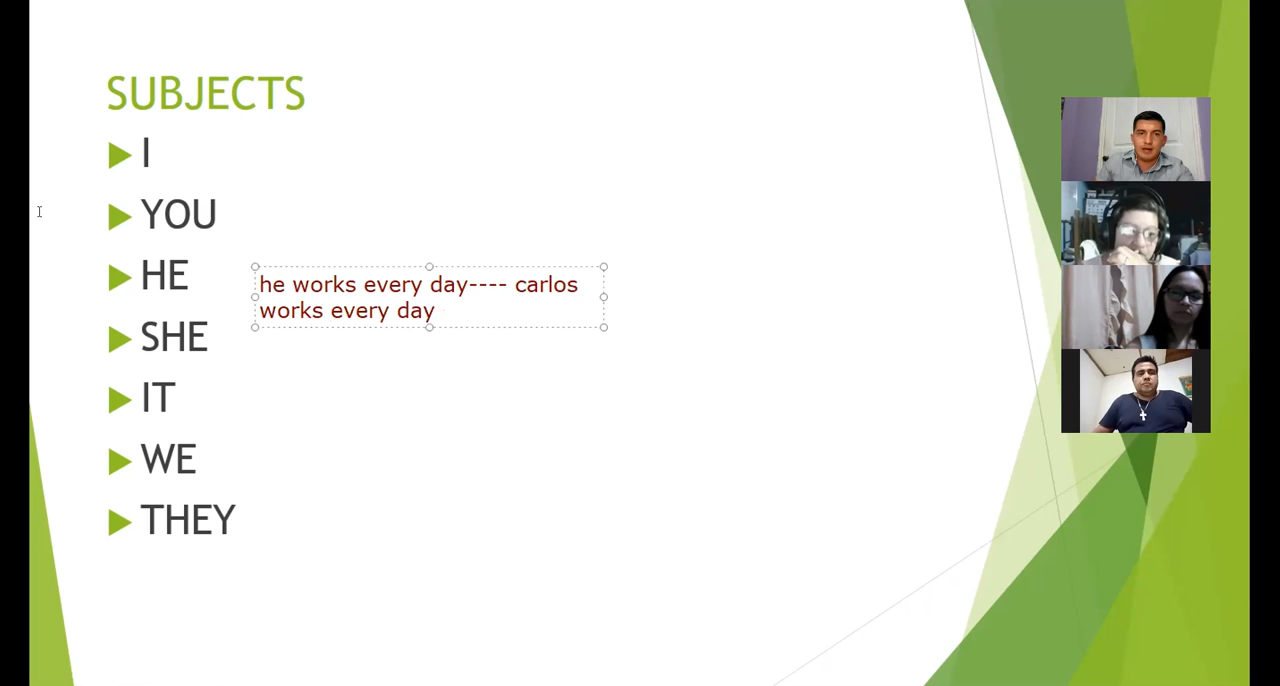 SUBJECTS
I
YOU
HE
he works every day---- carlos
works every day
SHE
IT
WE
THEY